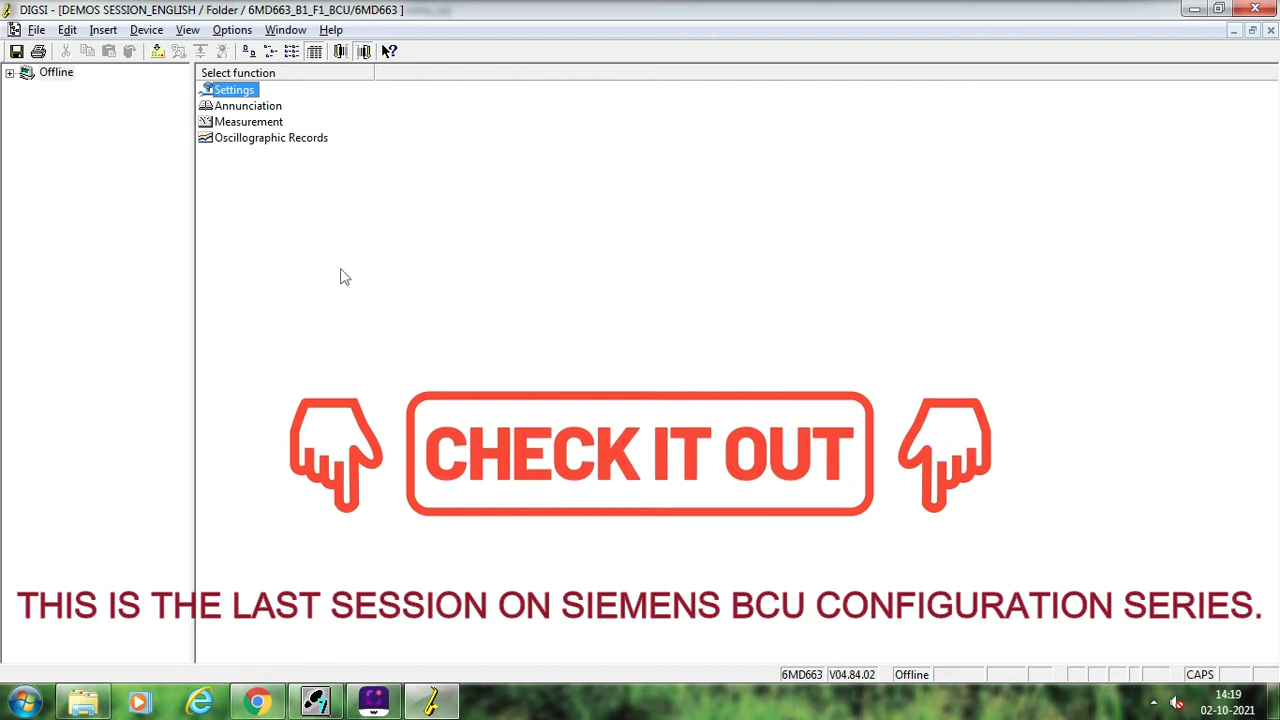 DIGSI - [DEMOS SESSION_ENGLISH / Folder / 6MD663_B1_F1_BCU/6MD663 ]
File Edit Insert Device View Options Window Help
Offline
Select function
Settings
Annunciation
Measurement
Oscillographic Records
CHECK IT OUT
THIS IS THE LAST SESSION ON SIEMENS BCU CONFIGURATION SERIES.
6MD663 V04.84.02 Offline CAPS
14:19
02-10-2021